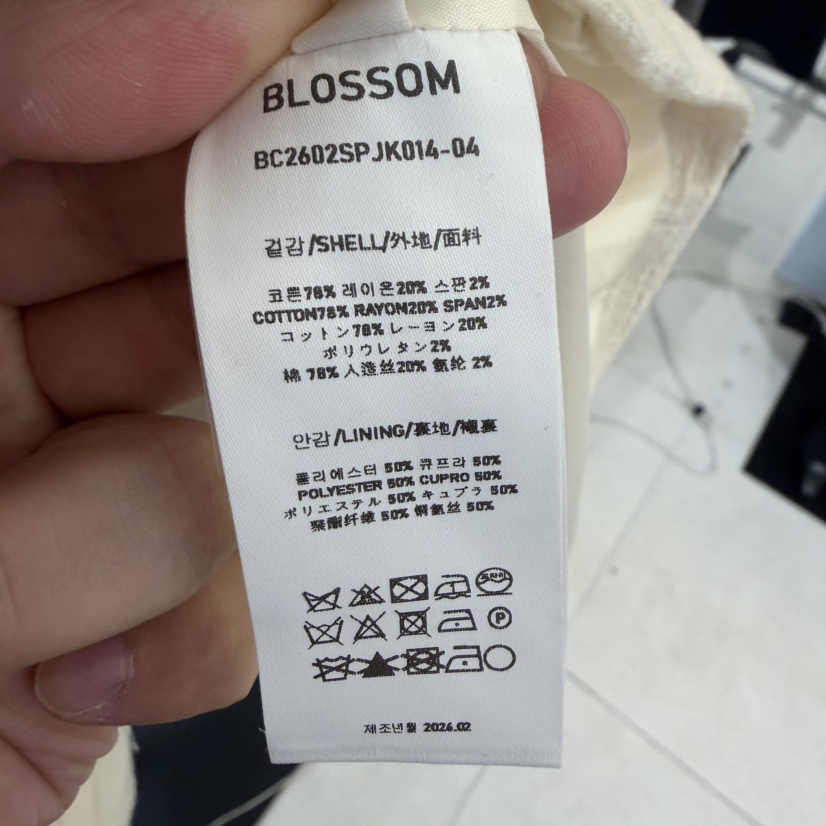 BLOSSOM
BC2602SPJK014-04
겉감/SHELL/外地/面料
코튼78% 레이온20% 스판2%
COTTON78% RAYON20% SPAN2%
コットン78% レーヨン20%
ポリウレタン2%
棉 78% 人造丝20% 氨纶 2%
안감/LINING/裏地/襯裏
폴리에스터 50% 큐프라 50%
POLYESTER 50% CUPRO 50%
ポリエステル 50% キュプラ 50%
聚酯纤维 50% 铜氨丝 50%
드라이
P
제조년월 2026.02